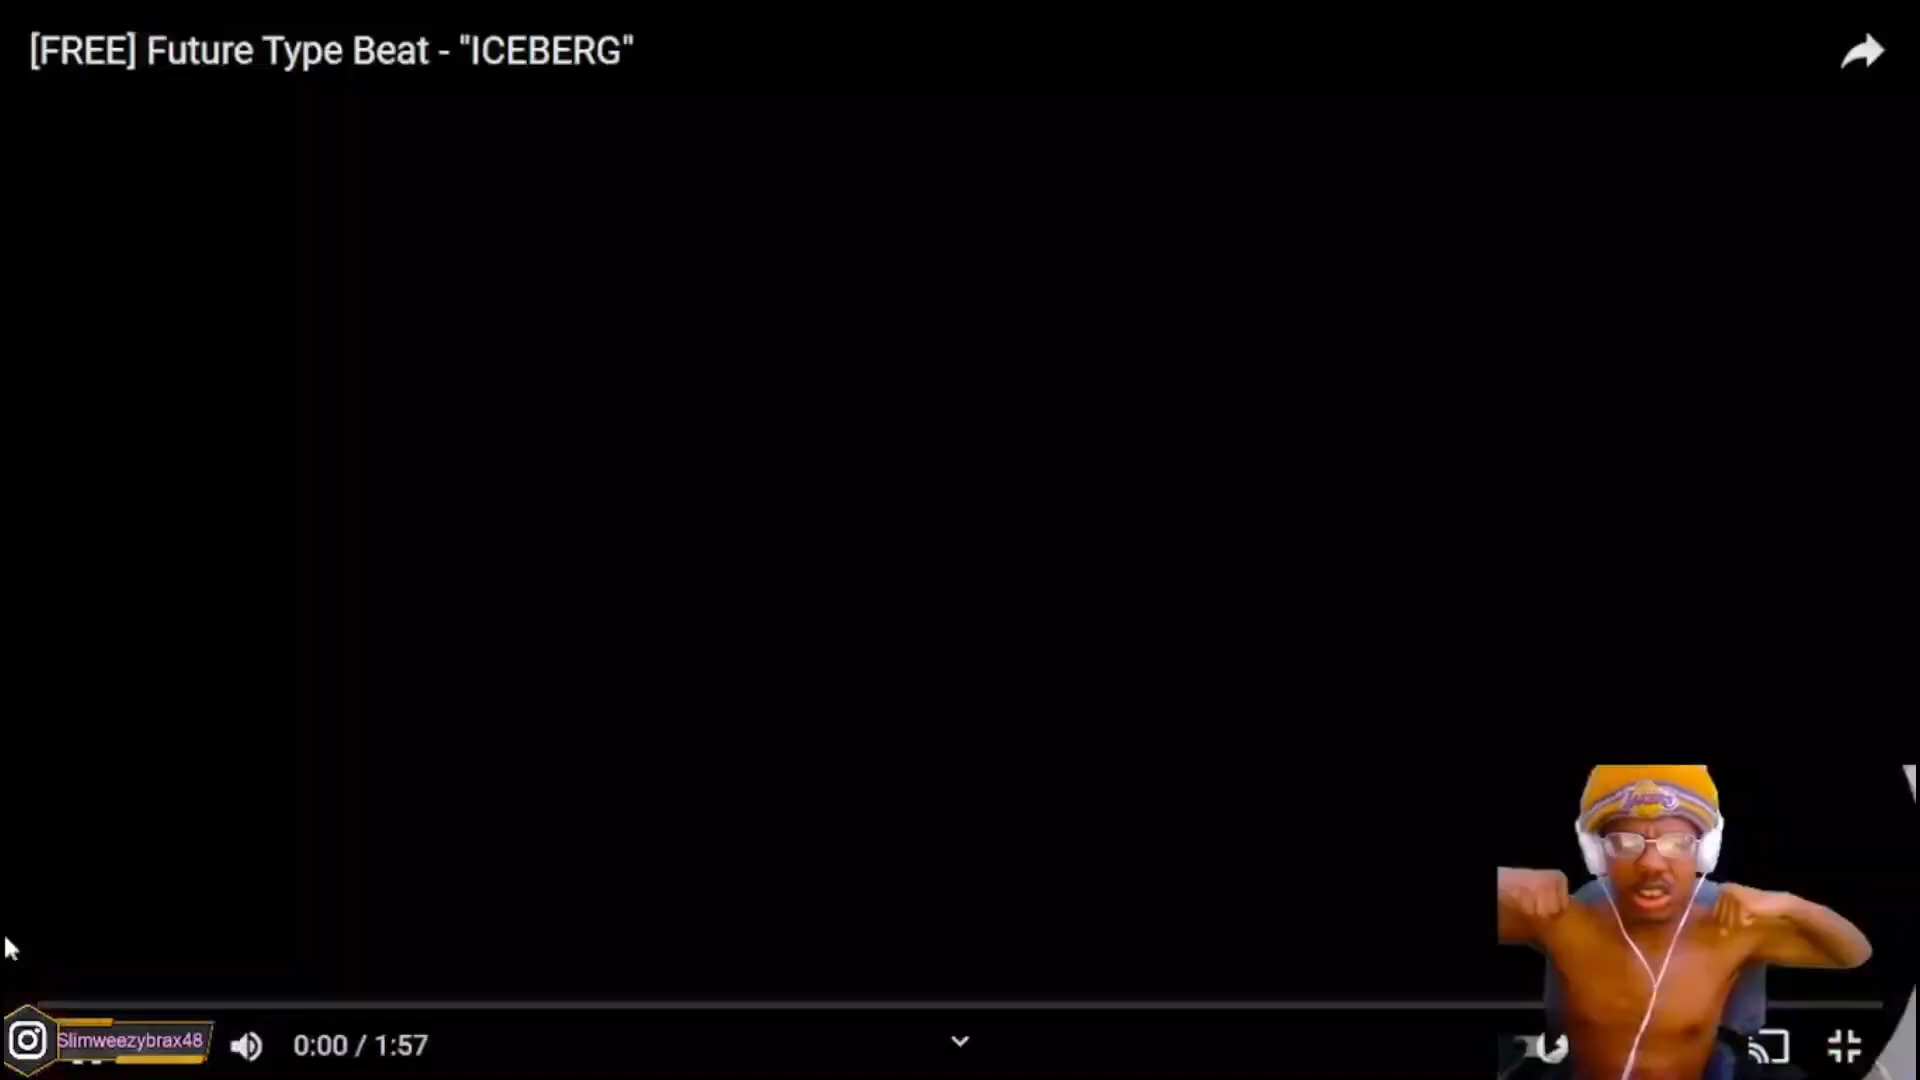 [FREE] Future Type Beat - "ICEBERG"
Slimweezybrax48
0:00 / 1:57